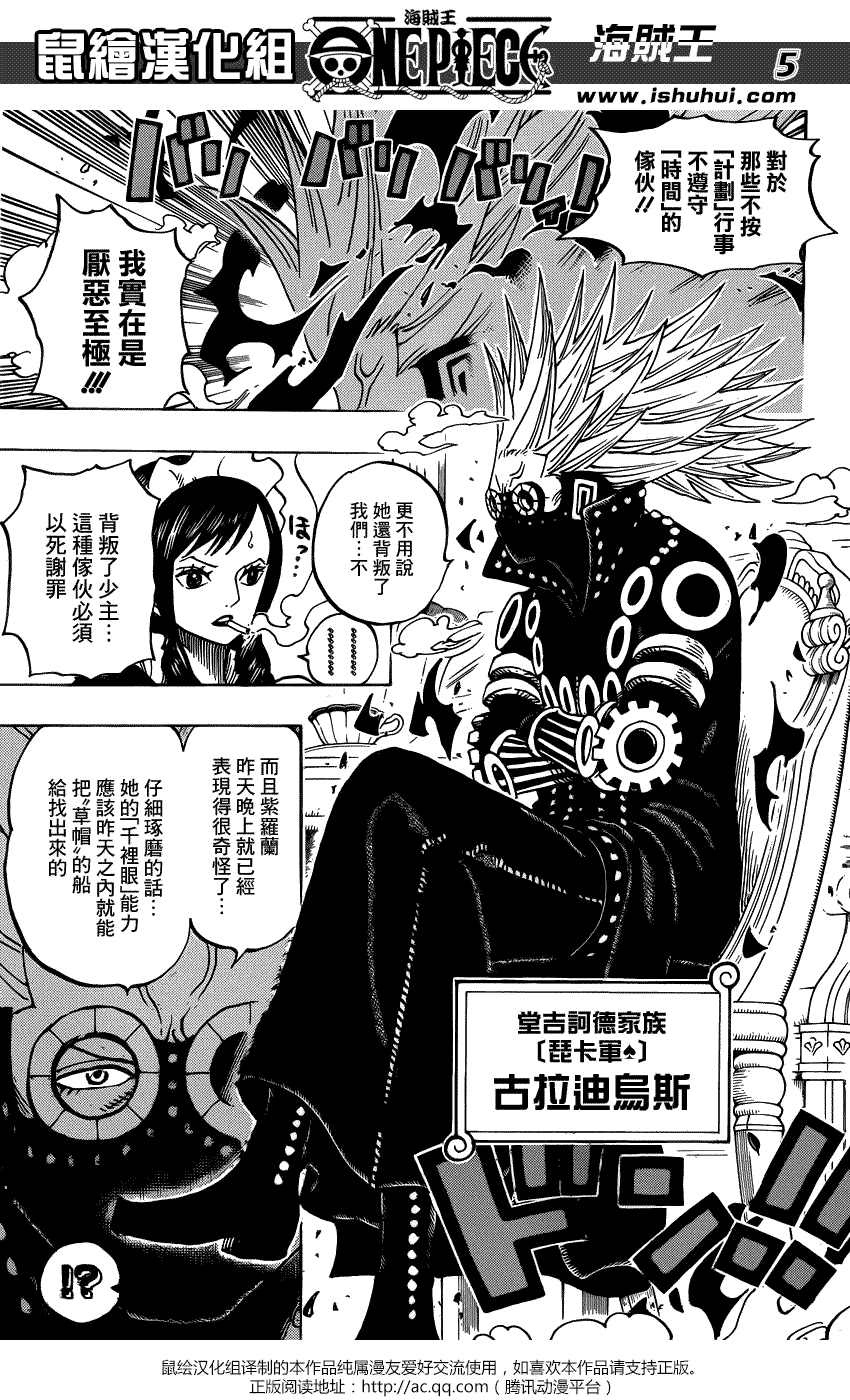 鼠繪漢化組
海賊王
ONE PIECE
海賊王
5
www.ishuhui.com
對於
那些不按
「計劃」行事
不遵守
「時間」的
傢伙!!
バッバッバッ!
我實在是
厭惡至極!!!
更不用說
她還背叛了
我們…不
ほっ…
背叛了少主…
這種傢伙必須
以死謝罪
而且紫羅蘭
昨天晚上就已經
表現得很奇怪了…
仔細琢磨的話…
她的「千裡眼」能力
應該昨天之內就能
把〝草帽〞的船
給找出來的
堂吉訶德家族
〔琵卡軍♠〕
古拉迪烏斯
ドン!!
!?
鼠绘汉化组译制的本作品纯属漫友爱好交流使用，如喜欢本作品请支持正版。
正版阅读地址：http://ac.qq.com（腾讯动漫平台）